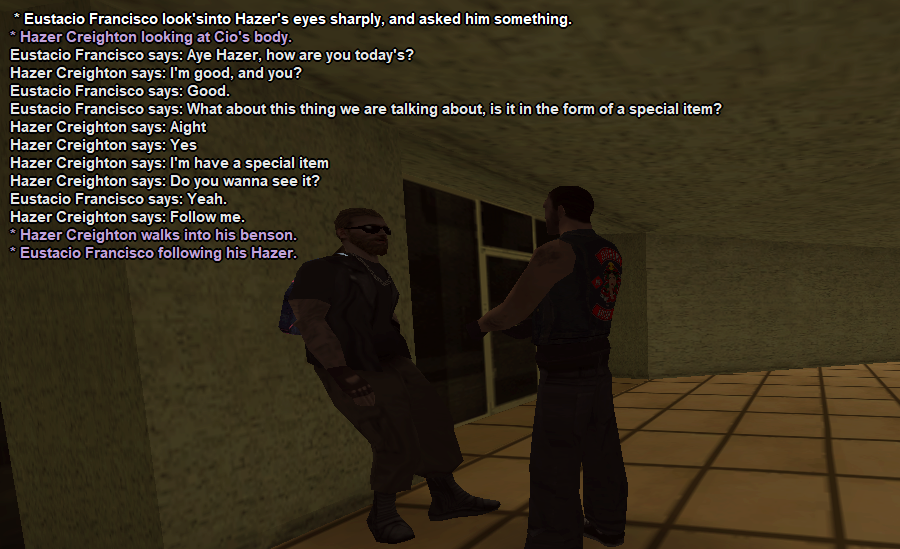 * Eustacio Francisco look'sinto Hazer's eyes sharply, and asked him something.
* Hazer Creighton looking at Cio's body.
Eustacio Francisco says: Aye Hazer, how are you today's?
Hazer Creighton says: I'm good, and you?
Eustacio Francisco says: Good.
Eustacio Francisco says: What about this thing we are talking about, is it in the form of a special item?
Hazer Creighton says: Aight
Hazer Creighton says: Yes
Hazer Creighton says: I'm have a special item
Hazer Creighton says: Do you wanna see it?
Eustacio Francisco says: Yeah.
Hazer Creighton says: Follow me.
* Hazer Creighton walks into his benson.
* Eustacio Francisco following his Hazer.